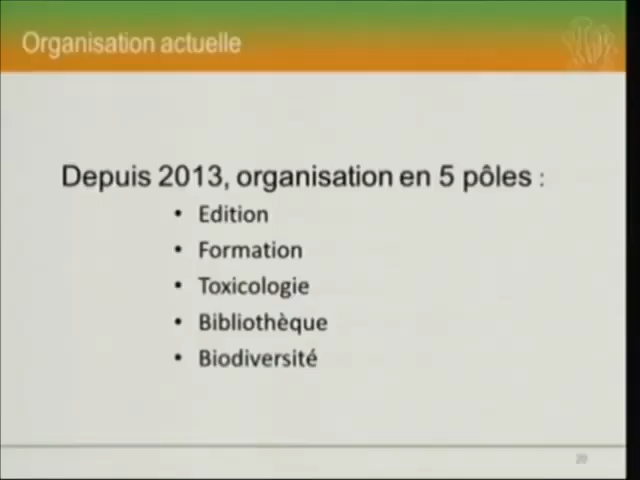 Organisation actuelle
Depuis 2013, organisation en 5 pôles :
• Edition
• Formation
• Toxicologie
• Bibliothèque
• Biodiversité